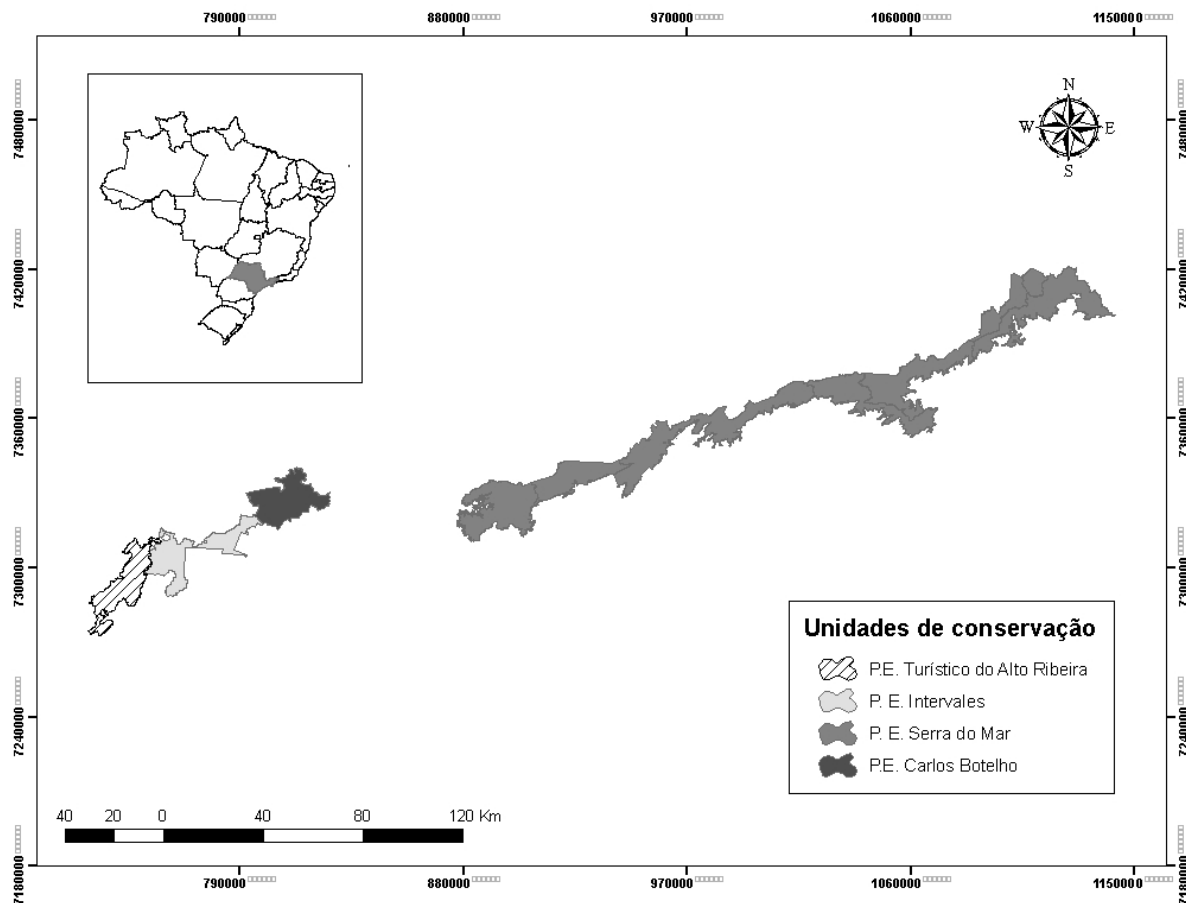 790000□□□□□□ 880000□□□□□□ 970000□□□□□□ 1060000□□□□□□ 1150000□□□□□□
7480000□□□□□□
7420000□□□□□□
7360000□□□□□□
7300000□□□□□□
7240000□□□□□□
7180000□□□□□□
N
W E
S
7480000□□□□□□
7420000□□□□□□
7360000□□□□□□
7300000□□□□□□
7240000□□□□□□
7180000□□□□□□
Unidades de conservação
P.E. Turístico do Alto Ribeira
P. E. Intervales
P. E. Serra do Mar
P.E. Carlos Botelho
40 20 0 40 80 120 Km
790000□□□□□□ 880000□□□□□□ 970000□□□□□□ 1060000□□□□□□ 1150000□□□□□□